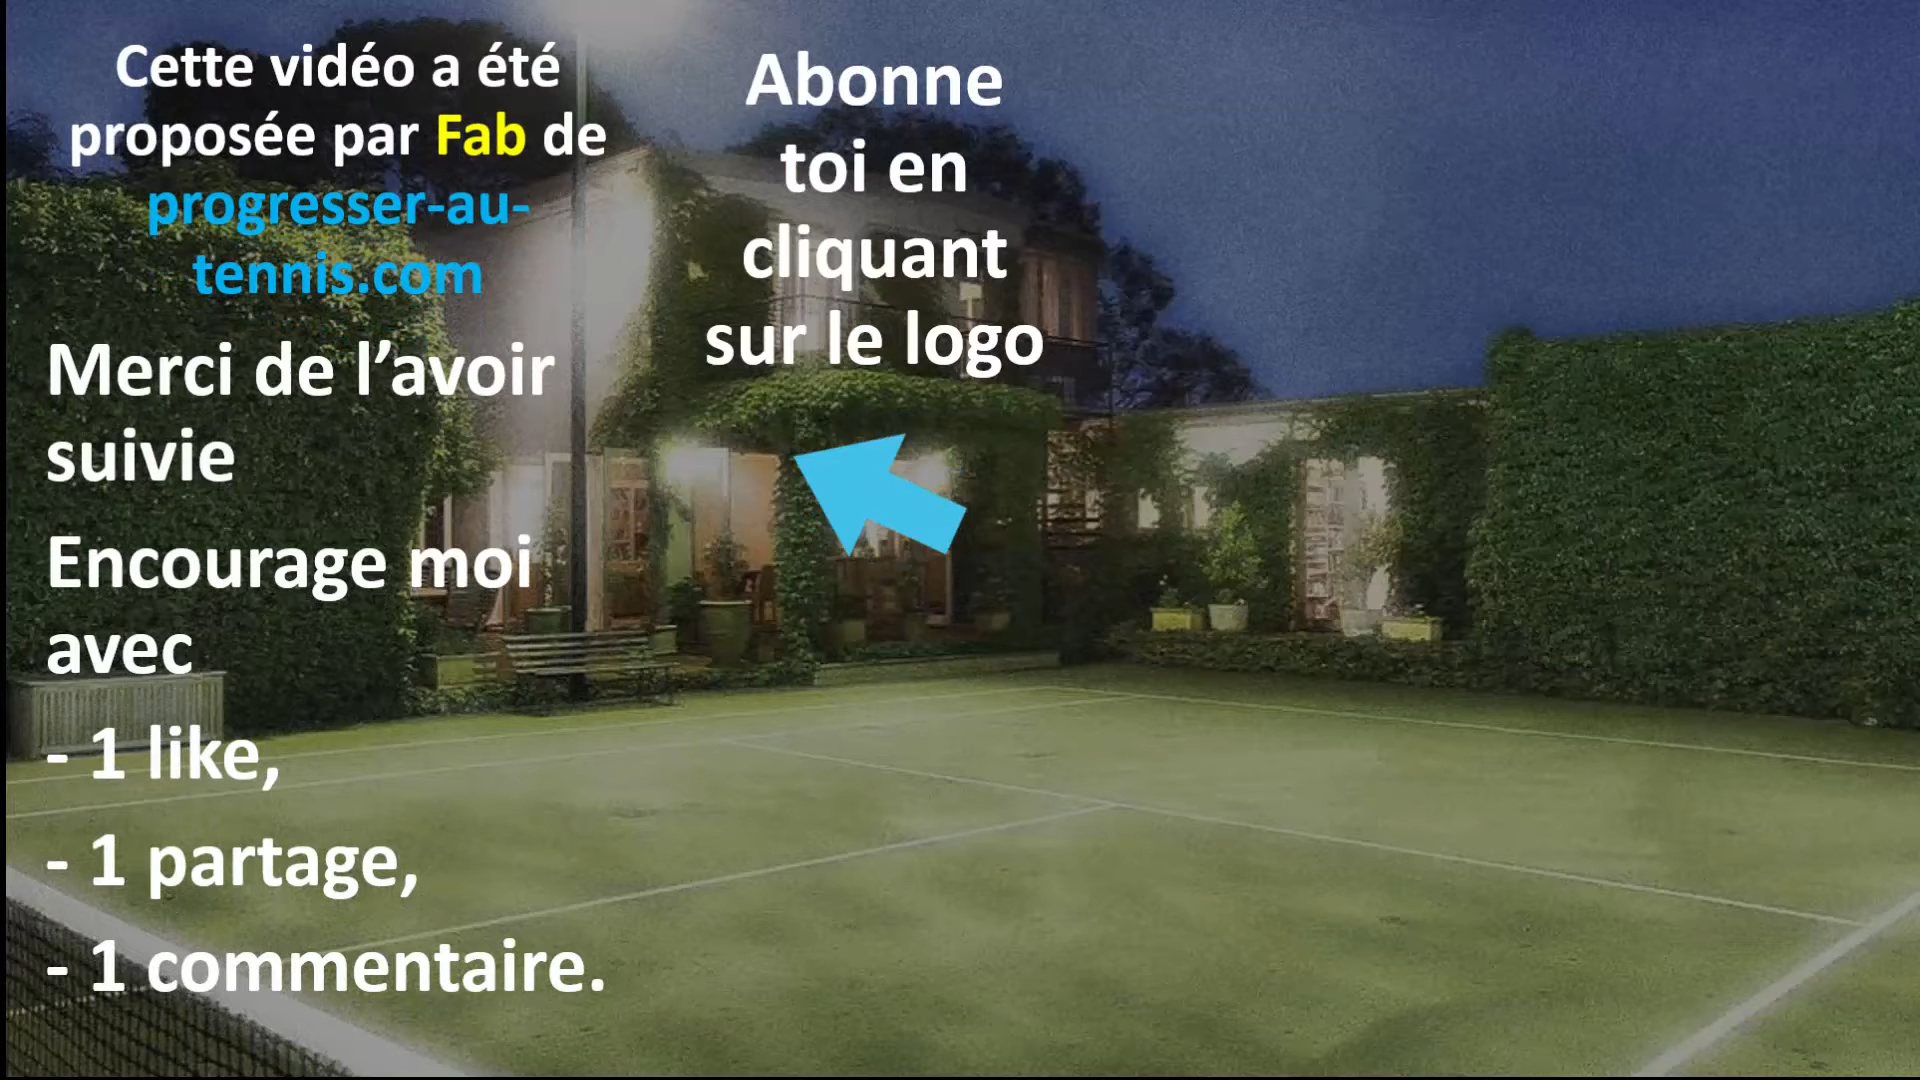 Cette vidéo a été
proposée par Fab de
progresser-au-
tennis.com
Merci de l’avoir
suivie
Encourage moi
avec
- 1 like,
- 1 partage,
- 1 commentaire.
Abonne
toi en
cliquant
sur le logo